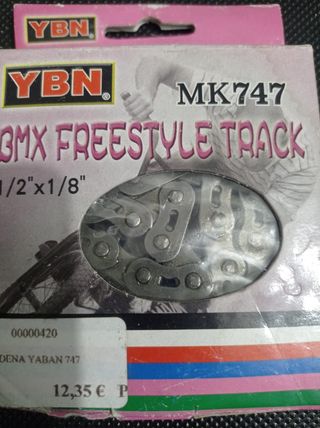 YBN®
YBN®
MK747
BMX FREESTYLE TRACK
1/2"x1/8"
00000420
DENA YABAN 747
12,35 € P